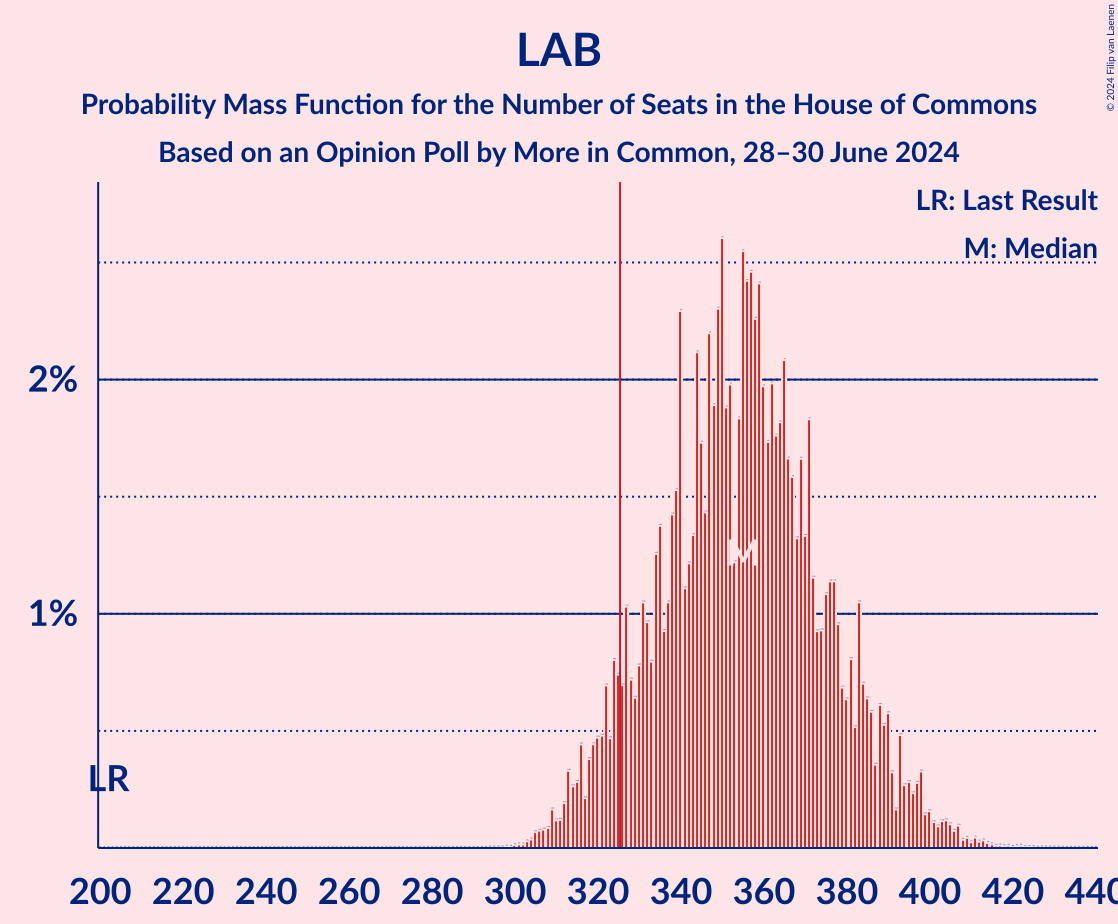 LAB
Probability Mass Function for the Number of Seats in the House of Commons
Based on an Opinion Poll by More in Common, 28–30 June 2024
© 2024 Filip van Laenen
LR: Last Result
M: Median
2%
1%
M
LR
200 220 240 260 280 300 320 340 360 380 400 420 440